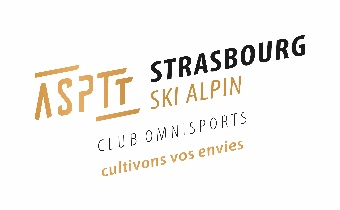 ASPTT STRASBOURG
SKI ALPIN
CLUB OMNISPORTS
cultivons vos envies